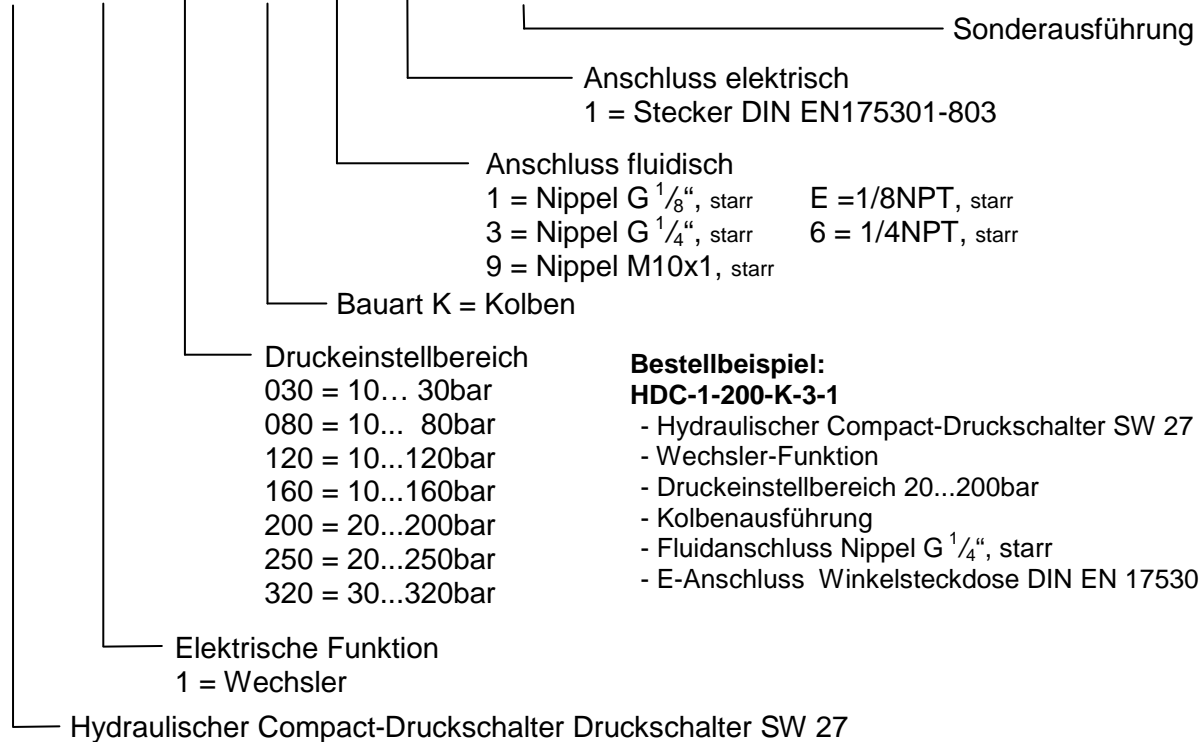 Sonderausführung
Anschluss elektrisch
1 = Stecker DIN EN175301-803
Anschluss fluidisch
1 = Nippel G 1/8“, starr E =1/8NPT, starr
3 = Nippel G 1/4“, starr 6 = 1/4NPT, starr
9 = Nippel M10x1, starr
Bauart K = Kolben
Druckeinstellbereich
030 = 10… 30bar
080 = 10... 80bar
120 = 10...120bar
160 = 10...160bar
200 = 20...200bar
250 = 20...250bar
320 = 30...320bar
Bestellbeispiel:
HDC-1-200-K-3-1
- Hydraulischer Compact-Druckschalter SW 27
- Wechsler-Funktion
- Druckeinstellbereich 20...200bar
- Kolbenausführung
- Fluidanschluss Nippel G 1/4“, starr
- E-Anschluss Winkelsteckdose DIN EN 17530
Elektrische Funktion
1 = Wechsler
Hydraulischer Compact-Druckschalter Druckschalter SW 27